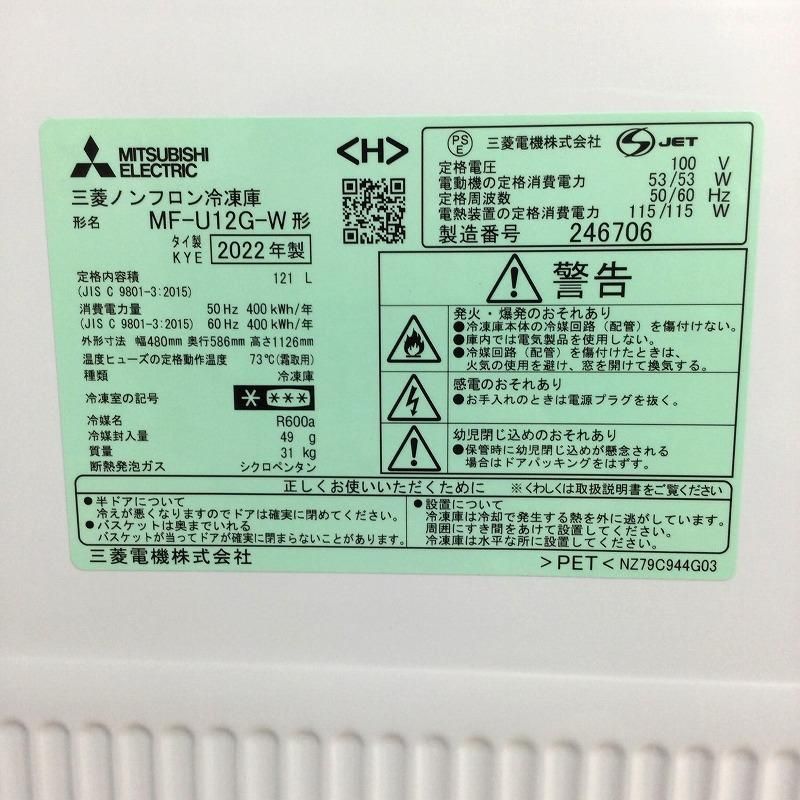 MITSUBISHI
ELECTRIC
<H>
三菱ノンフロン冷凍庫
形名 MF-U12G-W 形
タイ製
KYE 2022年製
定格内容積 121 L
(JIS C 9801-3:2015)
消費電力量 50 Hz 400 kWh/年
(JIS C 9801-3:2015) 60 Hz 400 kWh/年
外形寸法 幅480mm 奥行586mm 高さ1126mm
温度ヒューズの定格動作温度 73℃(霜取用)
種類 冷凍庫
冷凍室の記号 * ***
冷媒名 R600a
冷媒封入量 49 g
質量 31 kg
断熱発泡ガス シクロペンタン
PS
E 三菱電機株式会社 JET
定格電圧 100 V
電動機の定格消費電力 53/53 W
定格周波数 50/60 Hz
電熱装置の定格消費電力 115/115 W
製造番号 246706
警告
発火・爆発のおそれあり
●冷凍庫本体の冷媒回路(配管)を傷付けない。
●庫内では電気製品を使用しない。
●冷媒回路(配管)を傷付けたときは、
火気の使用を避け、窓を開けて換気する。
感電のおそれあり
●お手入れのときは電源プラグを抜く。
幼児閉じ込めのおそれあり
●保管時に幼児閉じ込めが懸念される
場合はドアパッキングをはずす。
正しくお使いいただくために ※くわしくは取扱説明書をご覧ください
●半ドアについて
冷えが悪くなりますのでドアは確実に閉めてください。
●バスケットは奥までいれる
バスケットが当ってドアが確実に閉まらないことがあります。
●設置について
冷凍庫は冷却で発生する熱を外に逃がしています。
周囲にすき間をあけて設置してください。
冷凍庫は水平な所に設置してください。
三菱電機株式会社
>PET< NZ79C944G03